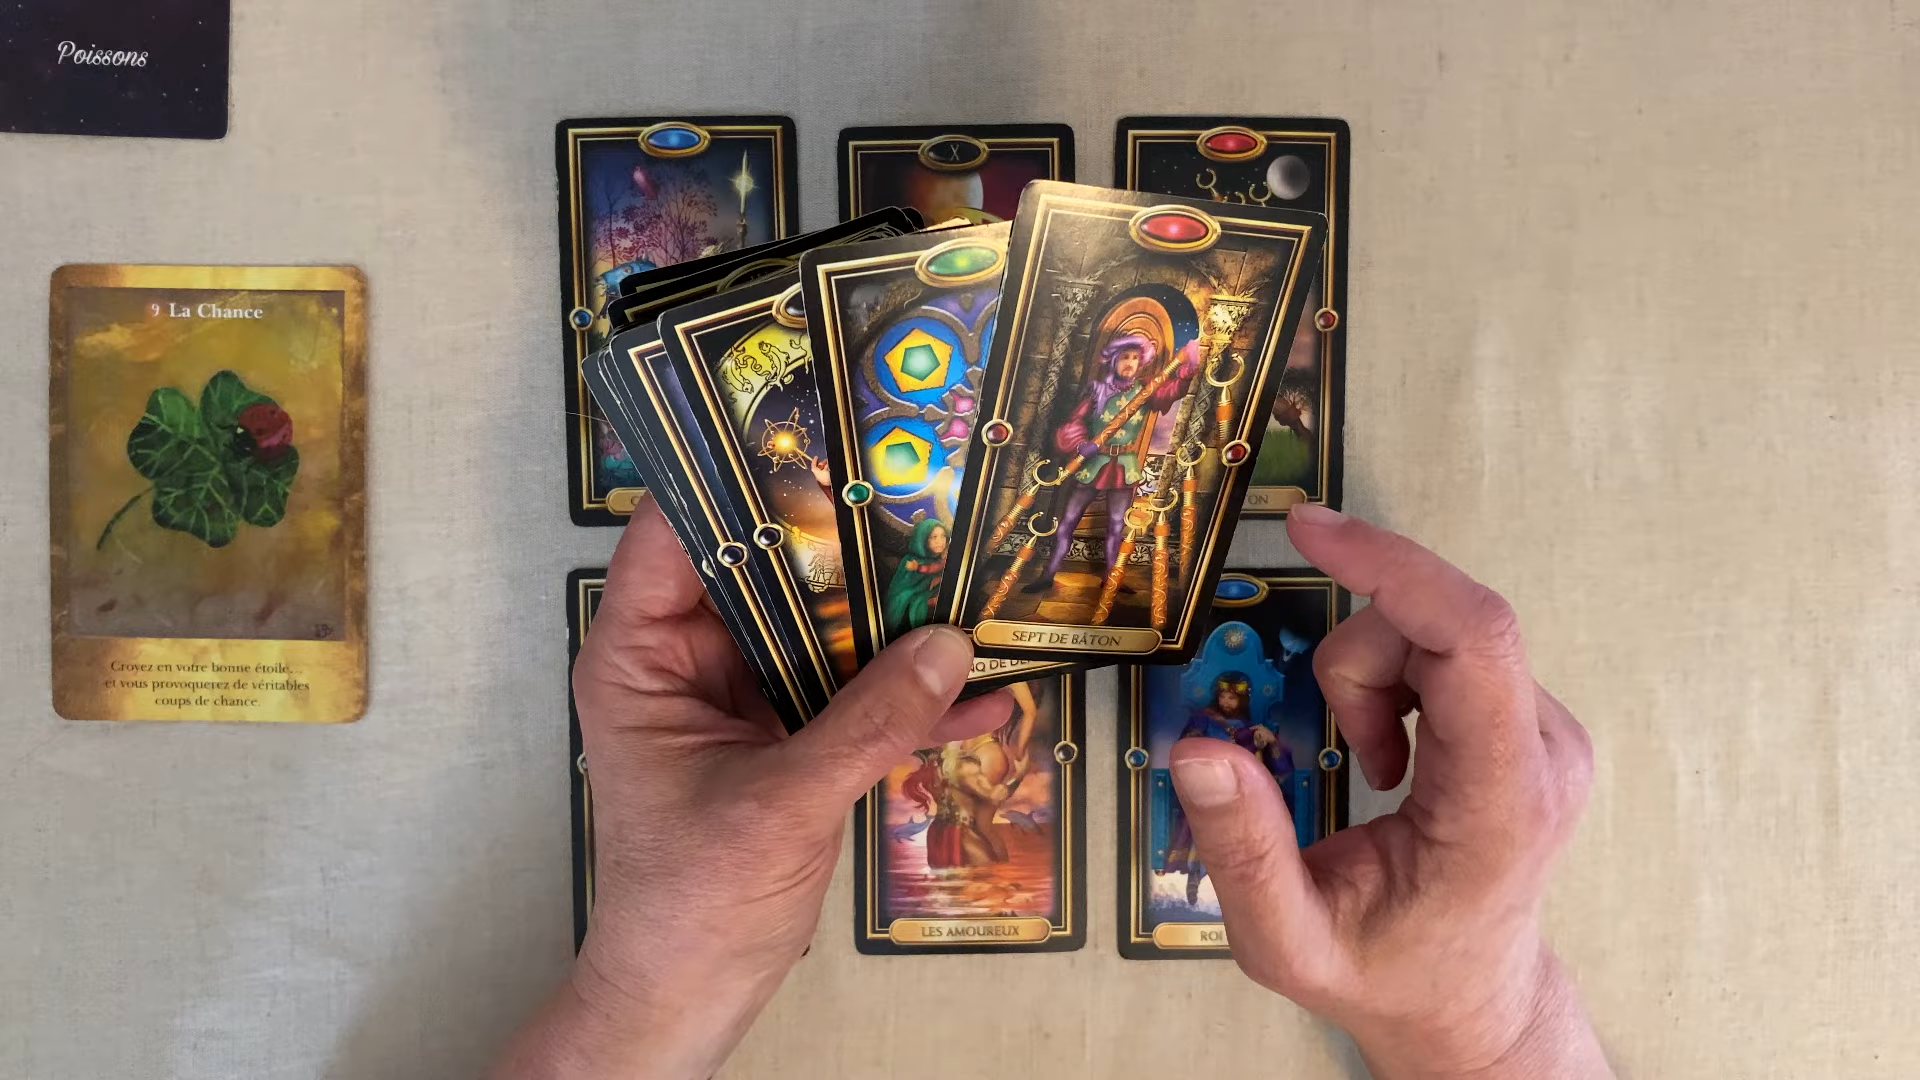 Poissons
X
9 La Chance
Croyez en votre bonne étoile...
et vous provoquerez de véritables
coups de chance.
SEPT DE BÂTON
LES AMOUREUX
ROI